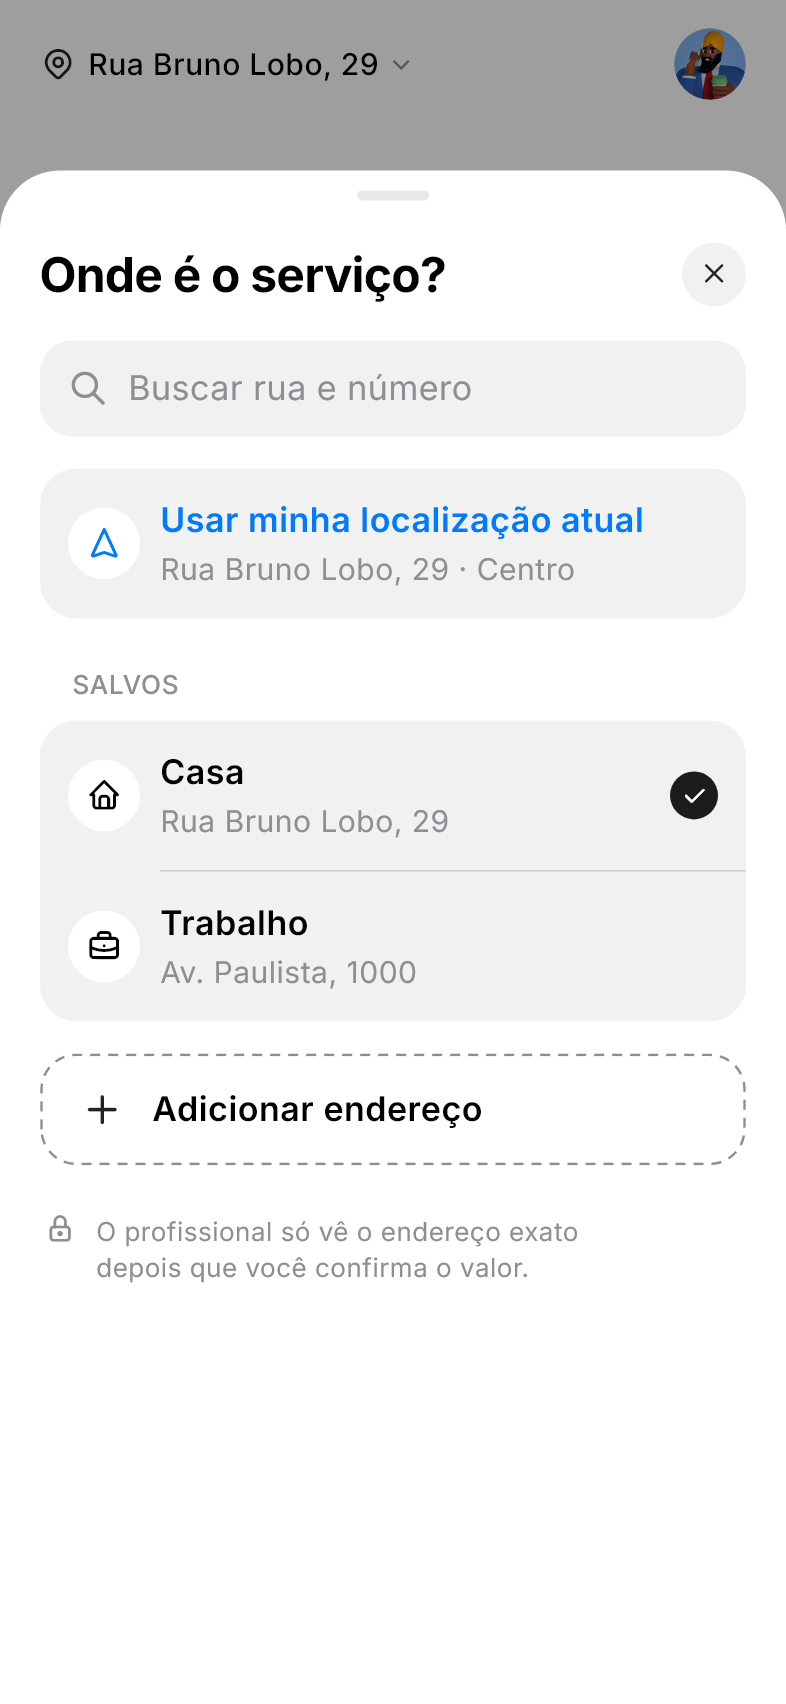 Rua Bruno Lobo, 29
Onde é o serviço?
Buscar rua e número
Usar minha localização atual
Rua Bruno Lobo, 29 · Centro
SALVOS
Casa
Rua Bruno Lobo, 29
Trabalho
Av. Paulista, 1000
Adicionar endereço
O profissional só vê o endereço exato
depois que você confirma o valor.